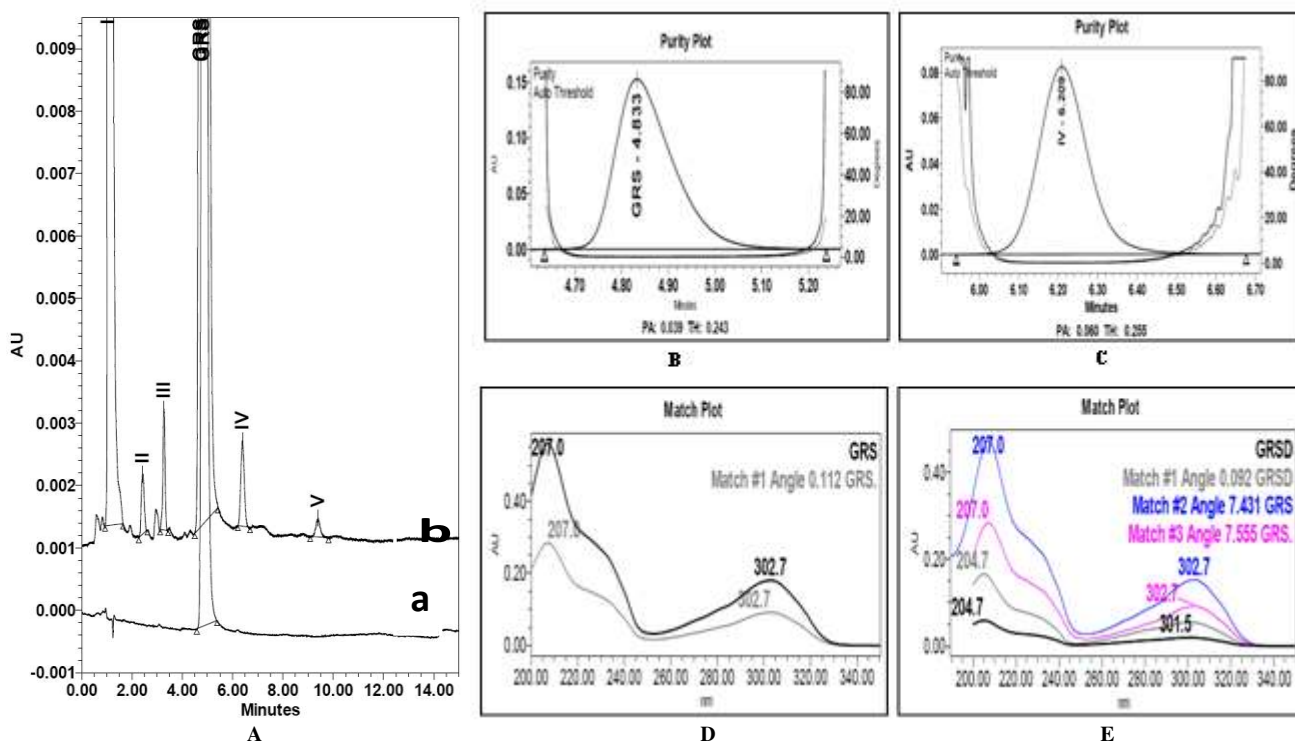 I
GRS
GRS
0.009
0.008
0.007
0.006
0.005
AU
0.004
III
0.003
IV
II
0.002
V
b
0.001
a
0.000
-0.001
0.00 2.00 4.00 6.00 8.00 10.00 12.00 14.00
Minutes
A
Purity Plot
Purity
Auto Threshold
0.15
0.10
0.05
0.00
AU
GRS - 4.833
80.00
60.00
40.00
20.00
0.00
Degrees
4.70 4.80 4.90 5.00 5.10 5.20
Minutes
PA: 0.039 TH: 0.243
B
Purity Plot
Purity
Auto Threshold
0.08
0.06
0.04
0.02
0.00
AU
IV - 6.209
80.00
60.00
40.00
20.00
0.00
Degrees
6.00 6.10 6.20 6.30 6.40 6.50 6.60 6.70
Minutes
PA: 0.060 TH: 0.255
C
Match Plot
207.0
GRS
Match #1 Angle 0.112 GRS.
0.40
207.0
302.7
0.20
302.7
0.00
AU
200.00 220.00 240.00 260.00 280.00 300.00 320.00 340.00
nm
D
Match Plot
207.0
GRSD
Match #1 Angle 0.092 GRSD
0.40
Match #2 Angle 7.431 GRS
207.0
Match #3 Angle 7.555 GRS.
0.20
204.7
302.7
302.7
204.7
301.5
0.00
AU
200.00 220.00 240.00 260.00 280.00 300.00 320.00 340.00
nm
E